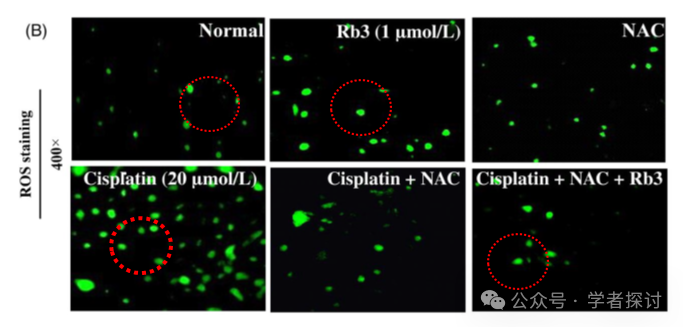 (B)
Normal
Rb3 (1 μmol/L)
NAC
ROS staining
400×
Cisplatin (20 μmol/L)
Cisplatin + NAC
Cisplatin + NAC + Rb3
公众号 · 学者探讨